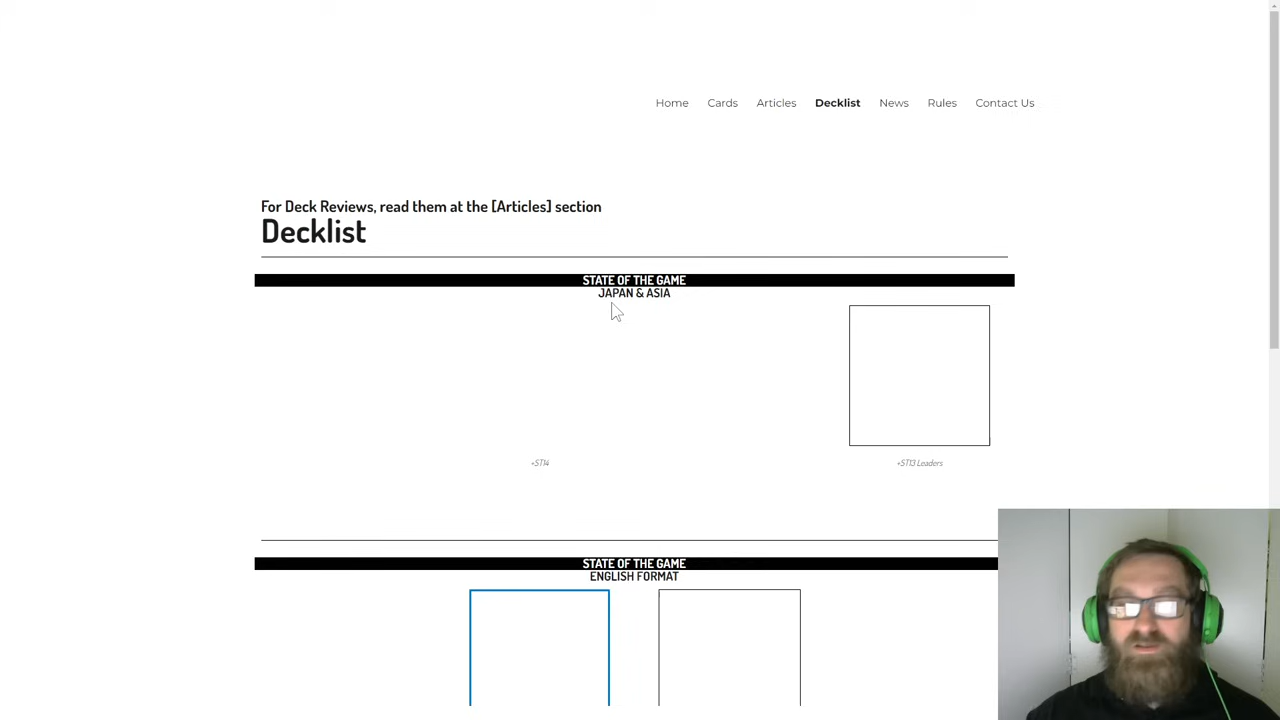 Home Cards Articles Decklist News Rules Contact Us
For Deck Reviews, read them at the [Articles] section
Decklist
STATE OF THE GAME
JAPAN & ASIA
+ST14 +ST13 Leaders
STATE OF THE GAME
ENGLISH FORMAT